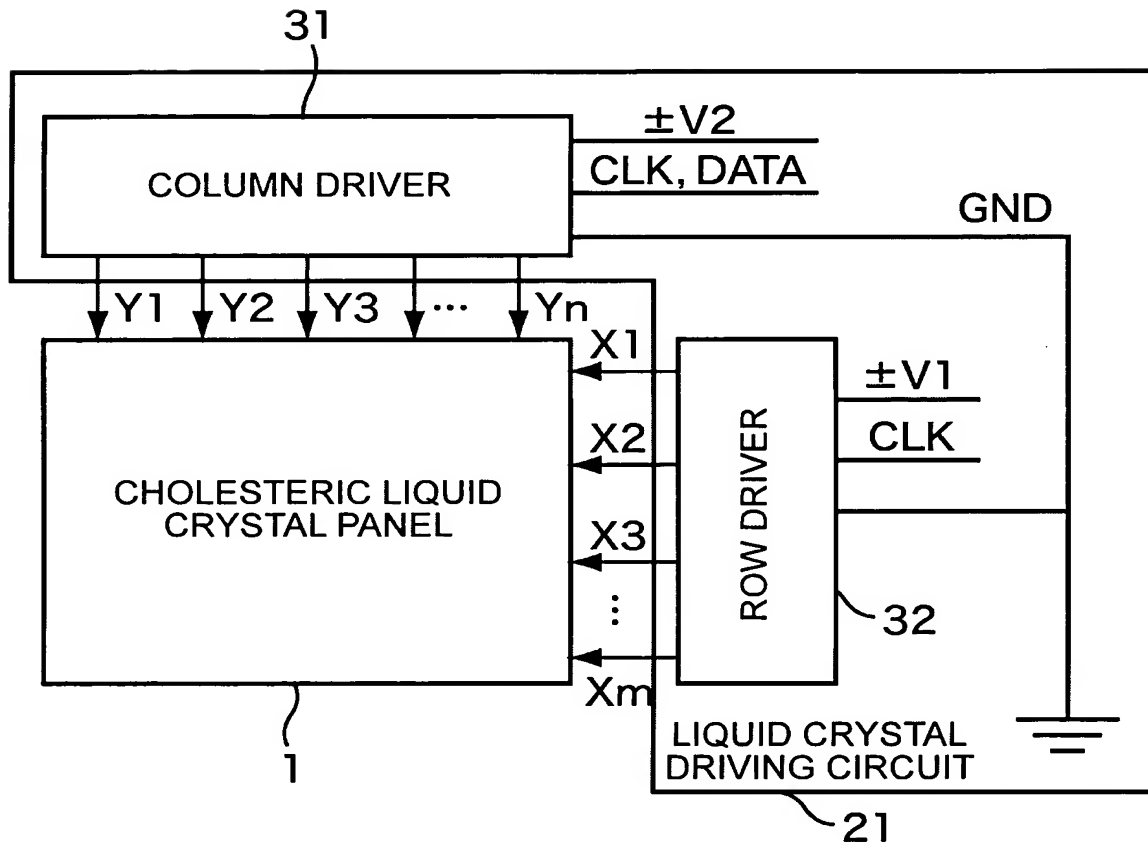 31
±V2
COLUMN DRIVER
CLK, DATA
GND
Y1 Y2 Y3 ... Yn
X1
±V1
CLK
X2
CHOLESTERIC LIQUID
CRYSTAL PANEL
ROW DRIVER
X3
...
32
Xm
LIQUID CRYSTAL
DRIVING CIRCUIT
1
21